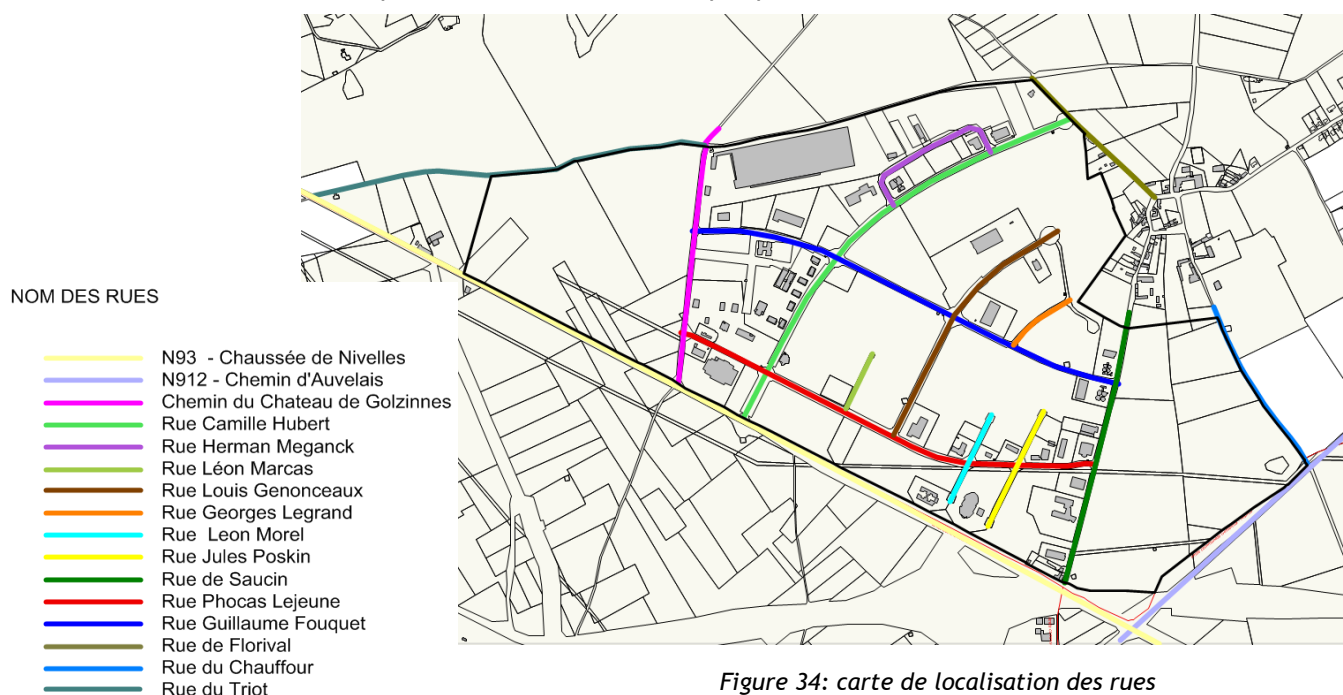 NOM DES RUES
N93 - Chaussée de Nivelles
N912 - Chemin d'Auvelais
Chemin du Chateau de Golzinnes
Rue Camille Hubert
Rue Herman Meganck
Rue Léon Marcas
Rue Louis Genonceaux
Rue Georges Legrand
Rue Leon Morel
Rue Jules Poskin
Rue de Saucin
Rue Phocas Lejeune
Rue Guillaume Fouquet
Rue de Florival
Rue du Chauffour
Rue du Triot
Figure 34: carte de localisation des rues